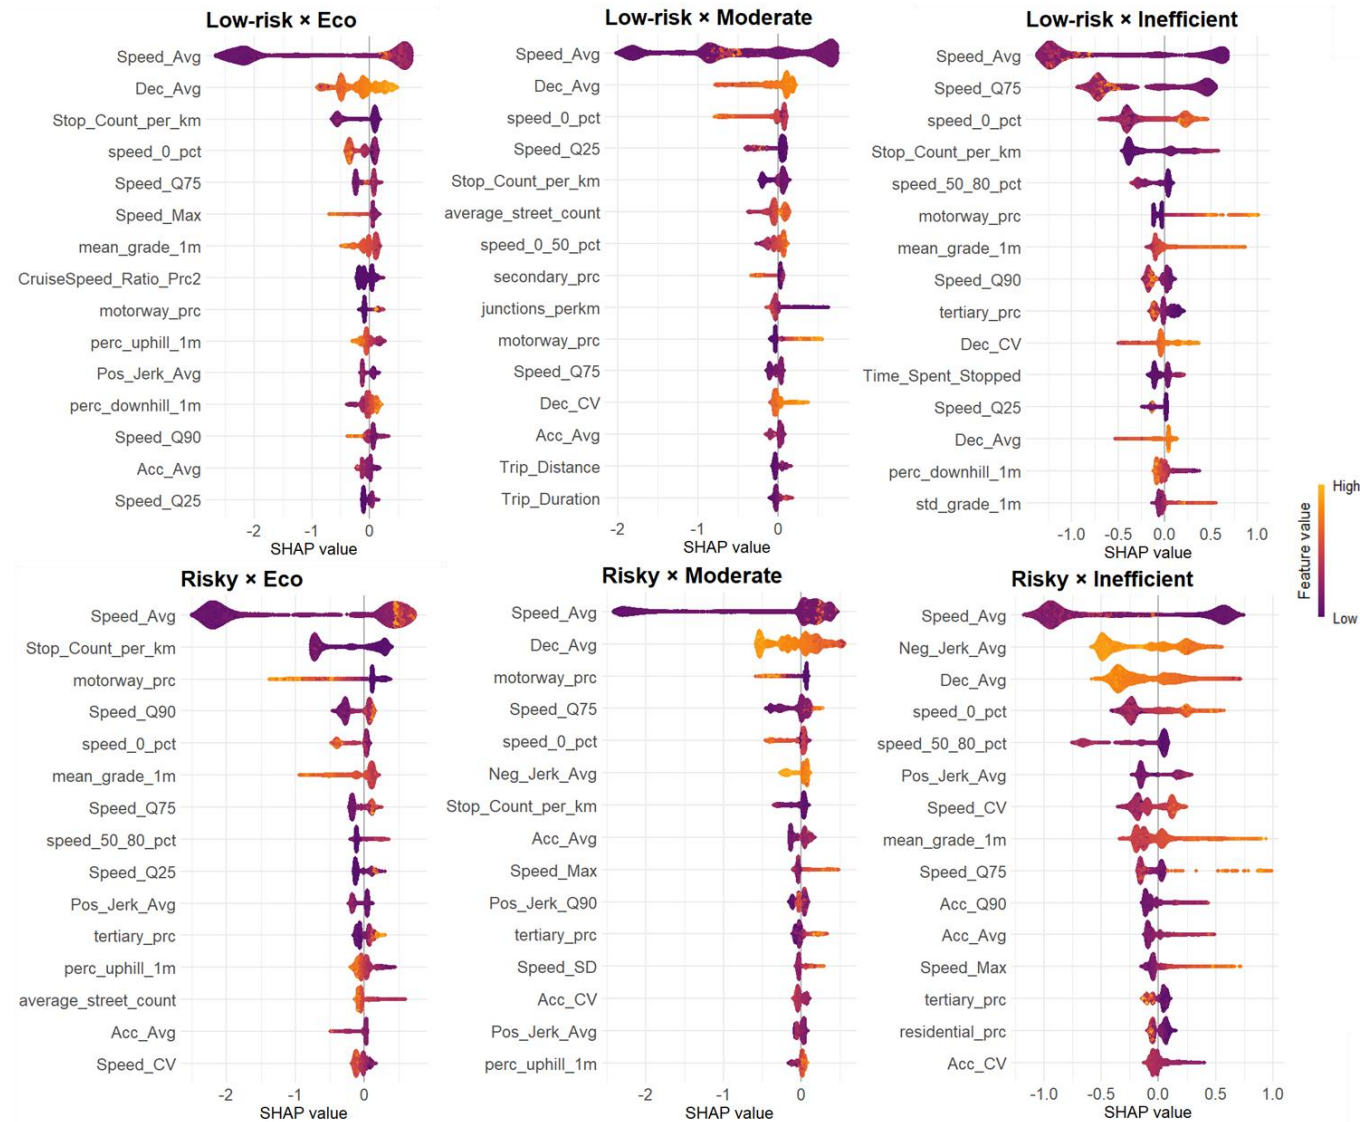 Low-risk × Eco
Speed_Avg
Dec_Avg
Stop_Count_per_km
speed_0_pct
Speed_Q75
Speed_Max
mean_grade_1m
CruiseSpeed_Ratio_Prc2
motorway_prc
perc_uphill_1m
Pos_Jerk_Avg
perc_downhill_1m
Speed_Q90
Acc_Avg
Speed_Q25
-2 -1 0
SHAP value
Low-risk × Moderate
Speed_Avg
Dec_Avg
speed_0_pct
Speed_Q25
Stop_Count_per_km
average_street_count
speed_0_50_pct
secondary_prc
junctions_perkm
motorway_prc
Speed_Q75
Dec_CV
Acc_Avg
Trip_Distance
Trip_Duration
-2 -1 0
SHAP value
Low-risk × Inefficient
Speed_Avg
Speed_Q75
speed_0_pct
Stop_Count_per_km
speed_50_80_pct
motorway_prc
mean_grade_1m
Speed_Q90
tertiary_prc
Dec_CV
Time_Spent_Stopped
Speed_Q25
Dec_Avg
perc_downhill_1m
std_grade_1m
-1.0 -0.5 0.0 0.5 1.0
SHAP value
Feature value
High
Low
Risky × Eco
Speed_Avg
Stop_Count_per_km
motorway_prc
Speed_Q90
speed_0_pct
mean_grade_1m
Speed_Q75
speed_50_80_pct
Speed_Q25
Pos_Jerk_Avg
tertiary_prc
perc_uphill_1m
average_street_count
Acc_Avg
Speed_CV
-2 -1 0
SHAP value
Risky × Moderate
Speed_Avg
Dec_Avg
motorway_prc
Speed_Q75
speed_0_pct
Neg_Jerk_Avg
Stop_Count_per_km
Acc_Avg
Speed_Max
Pos_Jerk_Q90
tertiary_prc
Speed_SD
Acc_CV
Pos_Jerk_Avg
perc_uphill_1m
-2 -1 0
SHAP value
Risky × Inefficient
Speed_Avg
Neg_Jerk_Avg
Dec_Avg
speed_0_pct
speed_50_80_pct
Pos_Jerk_Avg
Speed_CV
mean_grade_1m
Speed_Q75
Acc_Q90
Acc_Avg
Speed_Max
tertiary_prc
residential_prc
Acc_CV
-1.0 -0.5 0.0 0.5 1.0
SHAP value